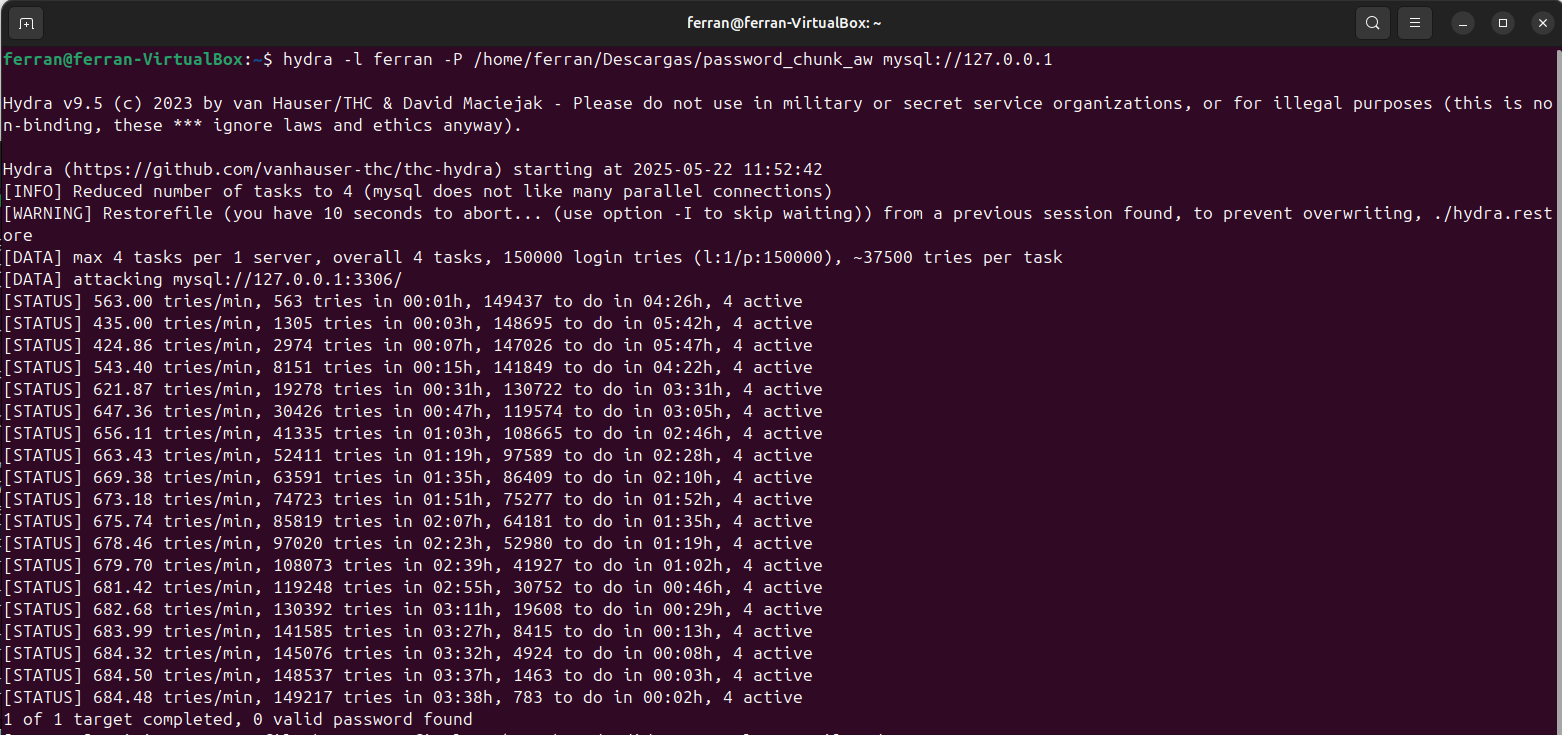 ferran@ferran-VirtualBox: ~
ferran@ferran-VirtualBox:~$ hydra -l ferran -P /home/ferran/Descargas/password_chunk_aw mysql://127.0.0.1
Hydra v9.5 (c) 2023 by van Hauser/THC & David Maciejak - Please do not use in military or secret service organizations, or for illegal purposes (this is no
n-binding, these *** ignore laws and ethics anyway).
Hydra (https://github.com/vanhauser-thc/thc-hydra) starting at 2025-05-22 11:52:42
[INFO] Reduced number of tasks to 4 (mysql does not like many parallel connections)
[WARNING] Restorefile (you have 10 seconds to abort... (use option -I to skip waiting)) from a previous session found, to prevent overwriting, ./hydra.rest
ore
[DATA] max 4 tasks per 1 server, overall 4 tasks, 150000 login tries (l:1/p:150000), ~37500 tries per task
[DATA] attacking mysql://127.0.0.1:3306/
[STATUS] 563.00 tries/min, 563 tries in 00:01h, 149437 to do in 04:26h, 4 active
[STATUS] 435.00 tries/min, 1305 tries in 00:03h, 148695 to do in 05:42h, 4 active
[STATUS] 424.86 tries/min, 2974 tries in 00:07h, 147026 to do in 05:47h, 4 active
[STATUS] 543.40 tries/min, 8151 tries in 00:15h, 141849 to do in 04:22h, 4 active
[STATUS] 621.87 tries/min, 19278 tries in 00:31h, 130722 to do in 03:31h, 4 active
[STATUS] 647.36 tries/min, 30426 tries in 00:47h, 119574 to do in 03:05h, 4 active
[STATUS] 656.11 tries/min, 41335 tries in 01:03h, 108665 to do in 02:46h, 4 active
[STATUS] 663.43 tries/min, 52411 tries in 01:19h, 97589 to do in 02:28h, 4 active
[STATUS] 669.38 tries/min, 63591 tries in 01:35h, 86409 to do in 02:10h, 4 active
[STATUS] 673.18 tries/min, 74723 tries in 01:51h, 75277 to do in 01:52h, 4 active
[STATUS] 675.74 tries/min, 85819 tries in 02:07h, 64181 to do in 01:35h, 4 active
[STATUS] 678.46 tries/min, 97020 tries in 02:23h, 52980 to do in 01:19h, 4 active
[STATUS] 679.70 tries/min, 108073 tries in 02:39h, 41927 to do in 01:02h, 4 active
[STATUS] 681.42 tries/min, 119248 tries in 02:55h, 30752 to do in 00:46h, 4 active
[STATUS] 682.68 tries/min, 130392 tries in 03:11h, 19608 to do in 00:29h, 4 active
[STATUS] 683.99 tries/min, 141585 tries in 03:27h, 8415 to do in 00:13h, 4 active
[STATUS] 684.32 tries/min, 145076 tries in 03:32h, 4924 to do in 00:08h, 4 active
[STATUS] 684.50 tries/min, 148537 tries in 03:37h, 1463 to do in 00:03h, 4 active
[STATUS] 684.48 tries/min, 149217 tries in 03:38h, 783 to do in 00:02h, 4 active
1 of 1 target completed, 0 valid password found